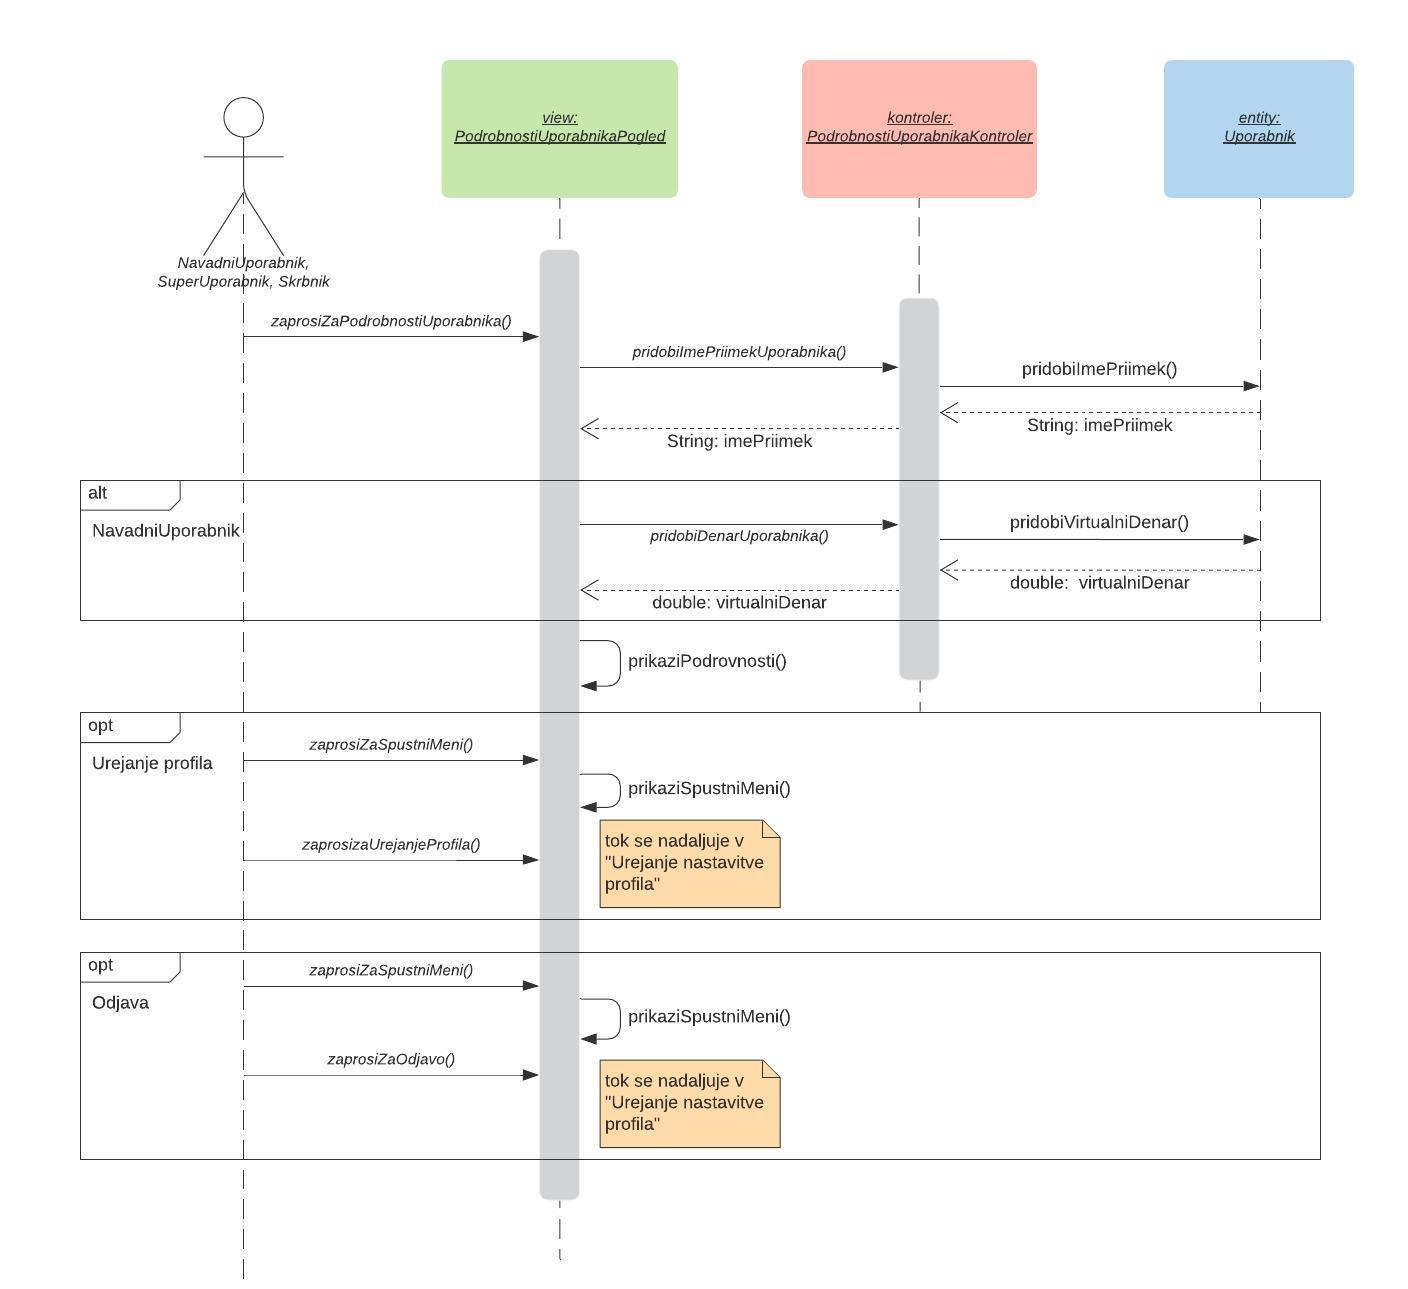 view:
PodrobnostiUporabnikaPogled
kontroler:
PodrobnostiUporabnikaKontroler
entity:
Uporabnik
NavadniUporabnik,
SuperUporabnik, Skrbnik
zaprosiZaPodrobnostiUporabnika()
pridobiImePriimekUporabnika()
pridobiImePriimek()
String: imePriimek
String: imePriimek
alt
NavadniUporabnik
pridobiDenarUporabnika()
pridobiVirtualniDenar()
double: virtualniDenar
double: virtualniDenar
prikaziPodrovnosti()
opt
Urejanje profila
zaprosiZaSpustniMeni()
prikaziSpustniMeni()
zaprosizaUrejanjeProfila()
tok se nadaljuje v
"Urejanje nastavitve
profila"
opt
Odjava
zaprosiZaSpustniMeni()
prikaziSpustniMeni()
zaprosiZaOdjavo()
tok se nadaljuje v
"Urejanje nastavitve
profila"